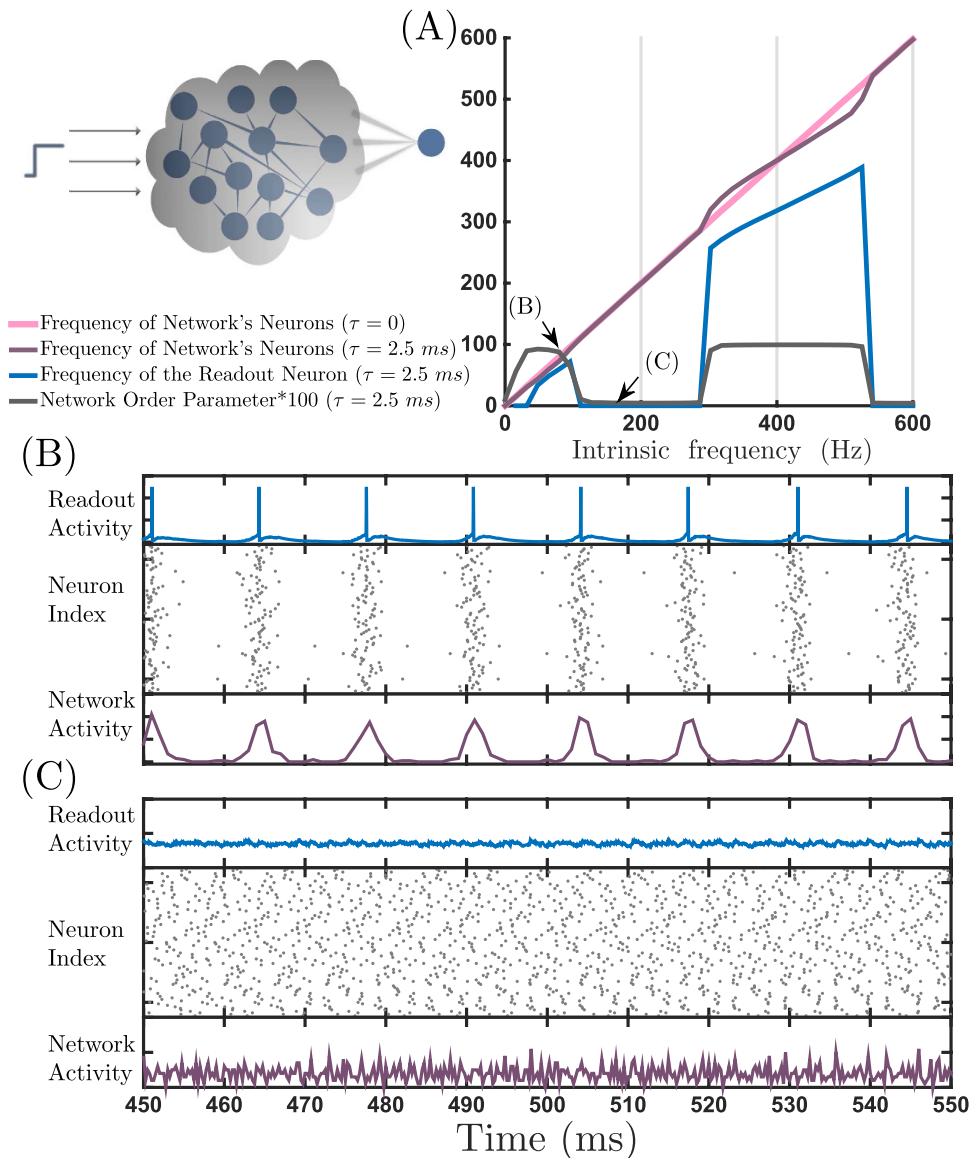 (A)
600
500
400
300
200
100
0
(B)
(C)
0
200
400
600
Intrinsic frequency (Hz)
Frequency of Network's Neurons (τ = 0)
Frequency of Network's Neurons (τ = 2.5 ms)
Frequency of the Readout Neuron (τ = 2.5 ms)
Network Order Parameter*100 (τ = 2.5 ms)
(B)
Readout
Activity
Neuron
Index
Network
Activity
(C)
Readout
Activity
Neuron
Index
Network
Activity
450 460 470 480 490 500 510 520 530 540 550
Time (ms)